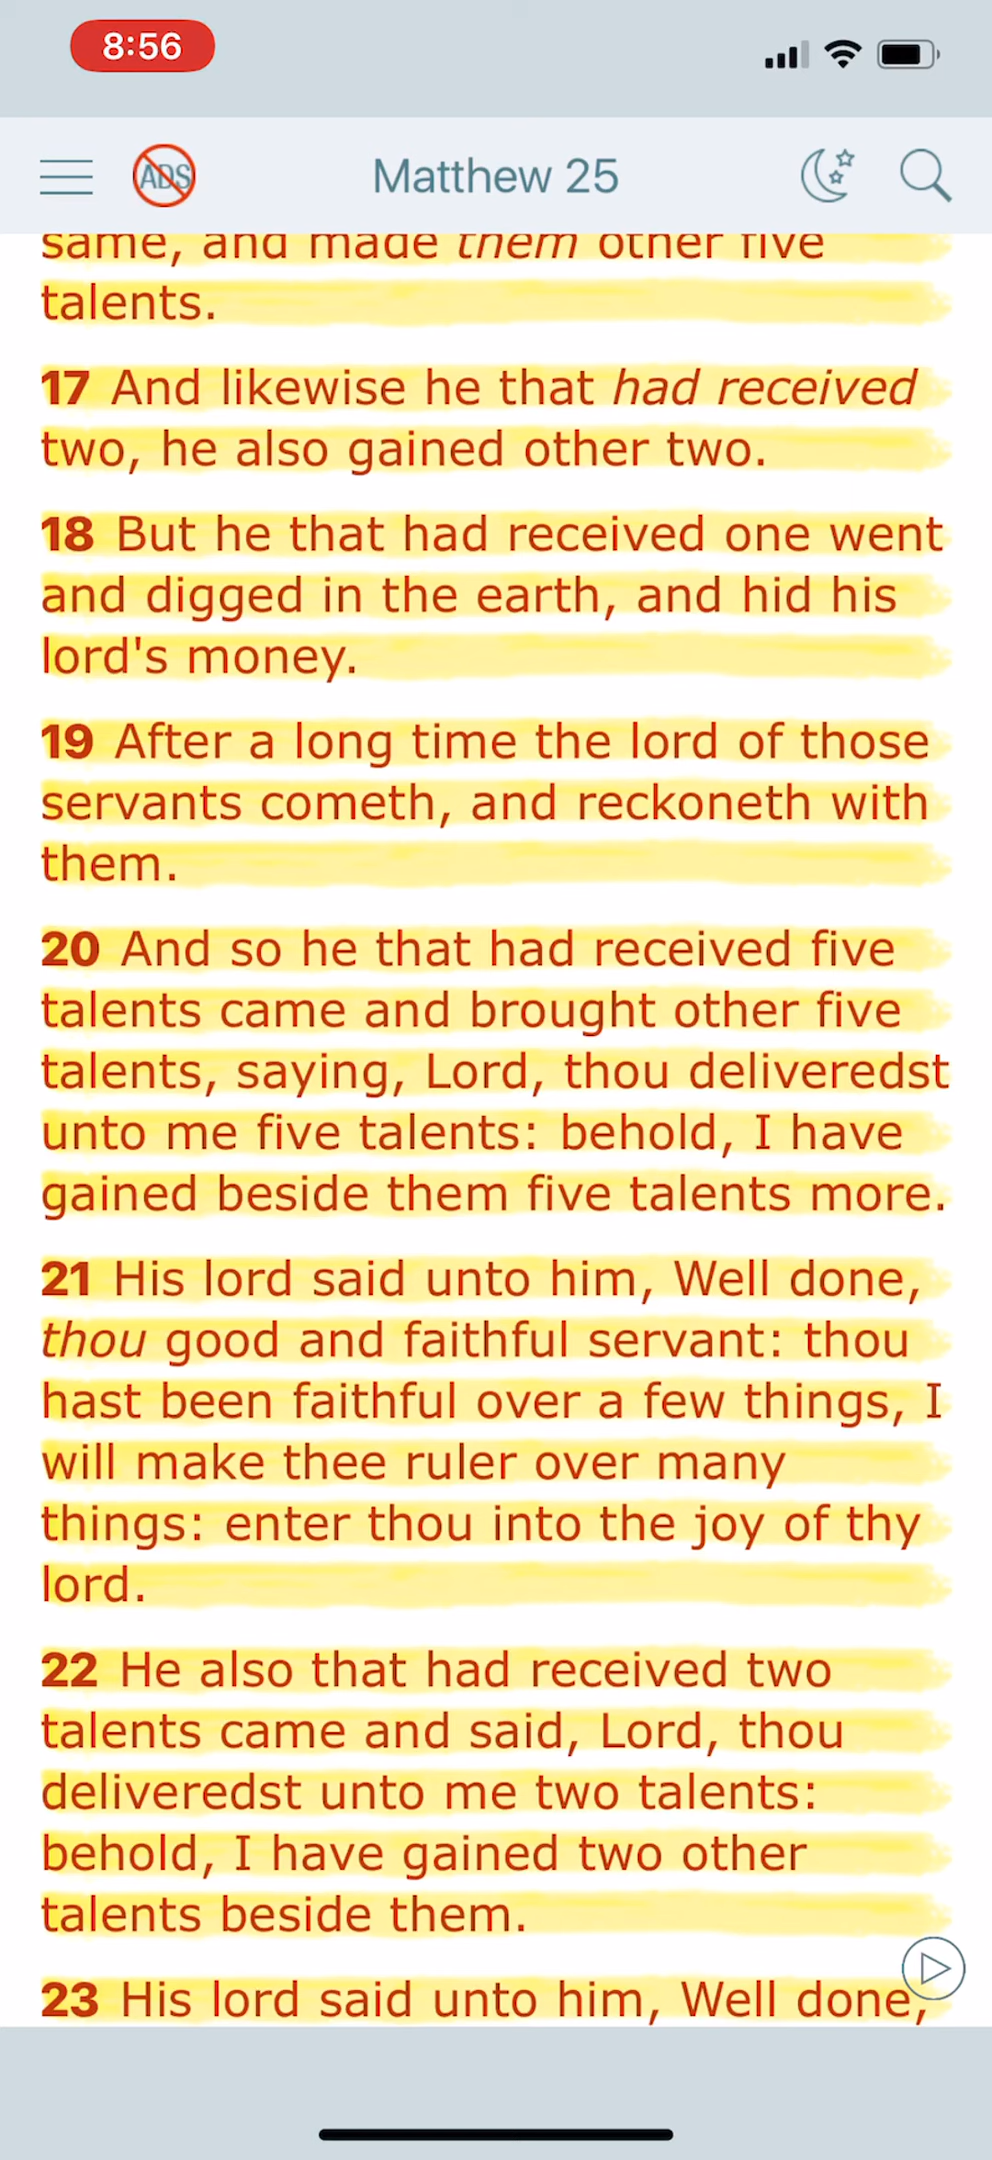 8:56
ADS
Matthew 25
same, and made them other five
talents.
17 And likewise he that had received
two, he also gained other two.
18 But he that had received one went
and digged in the earth, and hid his
lord's money.
19 After a long time the lord of those
servants cometh, and reckoneth with
them.
20 And so he that had received five
talents came and brought other five
talents, saying, Lord, thou deliveredst
unto me five talents: behold, I have
gained beside them five talents more.
21 His lord said unto him, Well done,
thou good and faithful servant: thou
hast been faithful over a few things, I
will make thee ruler over many
things: enter thou into the joy of thy
lord.
22 He also that had received two
talents came and said, Lord, thou
deliveredst unto me two talents:
behold, I have gained two other
talents beside them.
23 His lord said unto him, Well done,